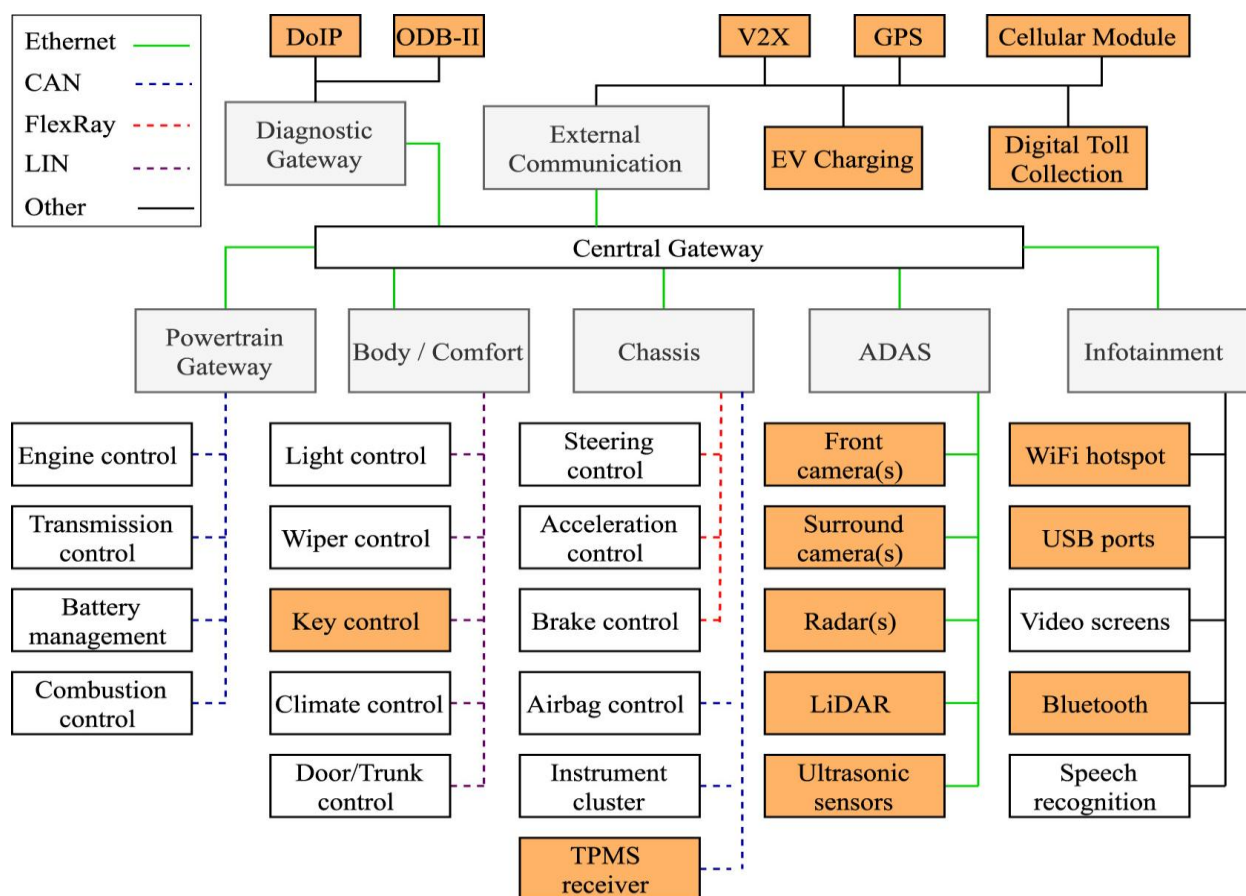 Ethernet
CAN
FlexRay
LIN
Other
DoIP
ODB-II
V2X
GPS
Cellular Module
Diagnostic
Gateway
External
Communication
EV Charging
Digital Toll
Collection
Cenrtral Gateway
Powertrain
Gateway
Body / Comfort
Chassis
ADAS
Infotainment
Engine control
Transmission
control
Battery
management
Combustion
control
Light control
Wiper control
Key control
Climate control
Door/Trunk
control
Steering
control
Acceleration
control
Brake control
Airbag control
Instrument
cluster
TPMS
receiver
Front
camera(s)
Surround
camera(s)
Radar(s)
LiDAR
Ultrasonic
sensors
WiFi hotspot
USB ports
Video screens
Bluetooth
Speech
recognition